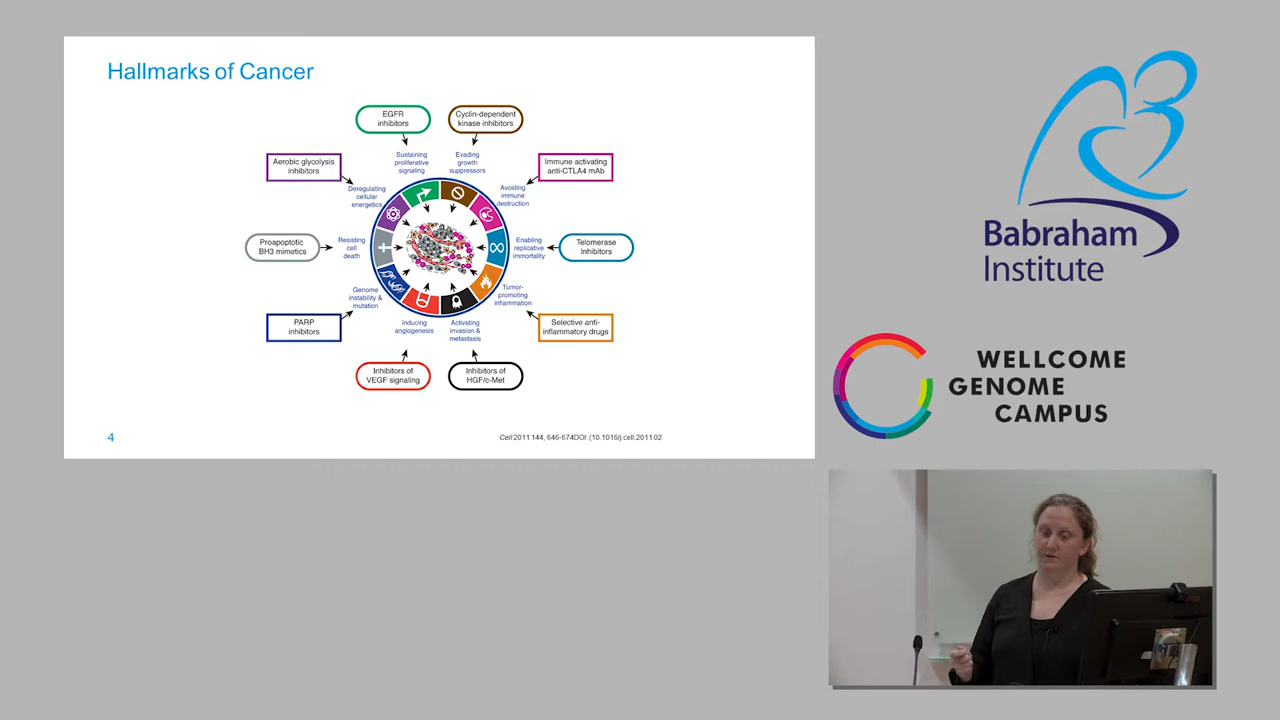 Hallmarks of Cancer
EGFR
inhibitors
Cyclin-dependent
kinase inhibitors
Sustaining
proliferative
signaling
Evading
growth
suppressors
Aerobic glycolysis
inhibitors
Immune activating
anti-CTLA4 mAb
Deregulating
cellular
energetics
Avoiding
immune
destruction
Proapoptotic
BH3 mimetics
Resisting
cell
death
Enabling
replicative
immortality
Telomerase
Inhibitors
Genome
instability &
mutation
Tumor-
promoting
inflammation
PARP
inhibitors
Inducing
angiogenesis
Activating
invasion &
metastasis
Selective anti-
inflammatory drugs
Inhibitors of
VEGF signaling
Inhibitors of
HGF/c-Met
4
Cell 2011 144, 646-674DOI: (10.1016/j.cell.2011.02
Babraham
Institute
WELLCOME
GENOME
CAMPUS